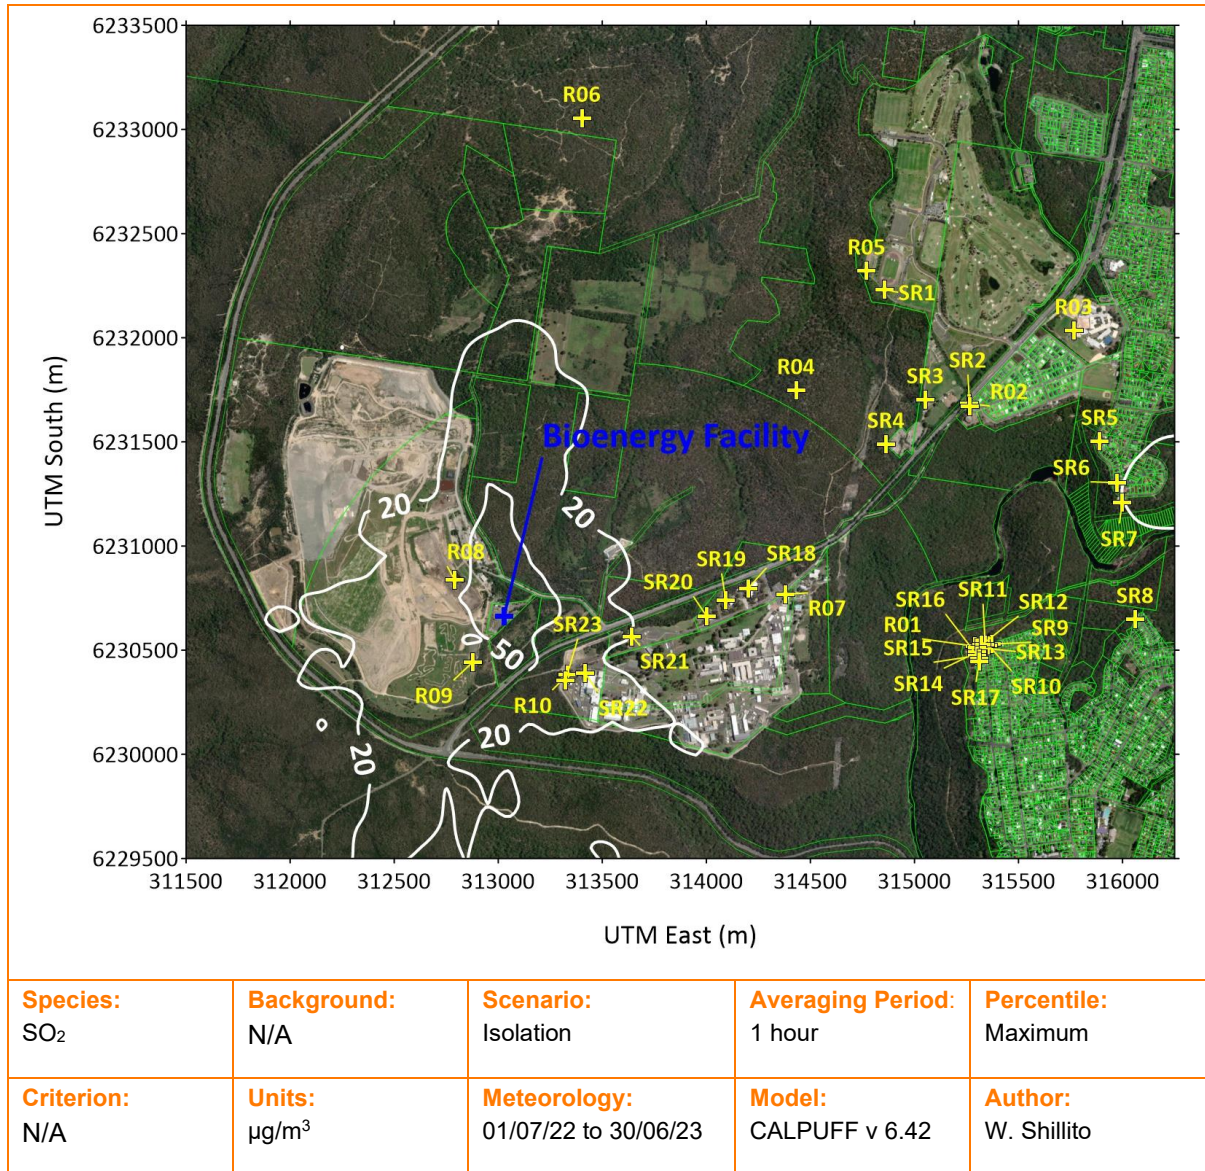 6233500
6233000
6232500
6232000
6231500
6231000
6230500
6230000
6229500
UTM South (m)
R06
R05
SR1
R03
R04
SR2
SR3
R02
SR4
SR5
SR6
SR7
Bioenergy Facility
20
20
R08
SR19
SR18
SR20
R07
SR23
SR21
50
R09
R10
SR22
20
20
SR11
SR16
SR12
SR8
R01
SR9
SR15
SR13
SR14
SR10
SR17
311500 312000 312500 313000 313500 314000 314500 315000 315500 316000
UTM East (m)
Species: Background: Scenario: Averaging Period: Percentile:
SO₂ N/A Isolation 1 hour Maximum
Criterion: Units: Meteorology: Model: Author:
N/A µg/m³ 01/07/22 to 30/06/23 CALPUFF v 6.42 W. Shillito